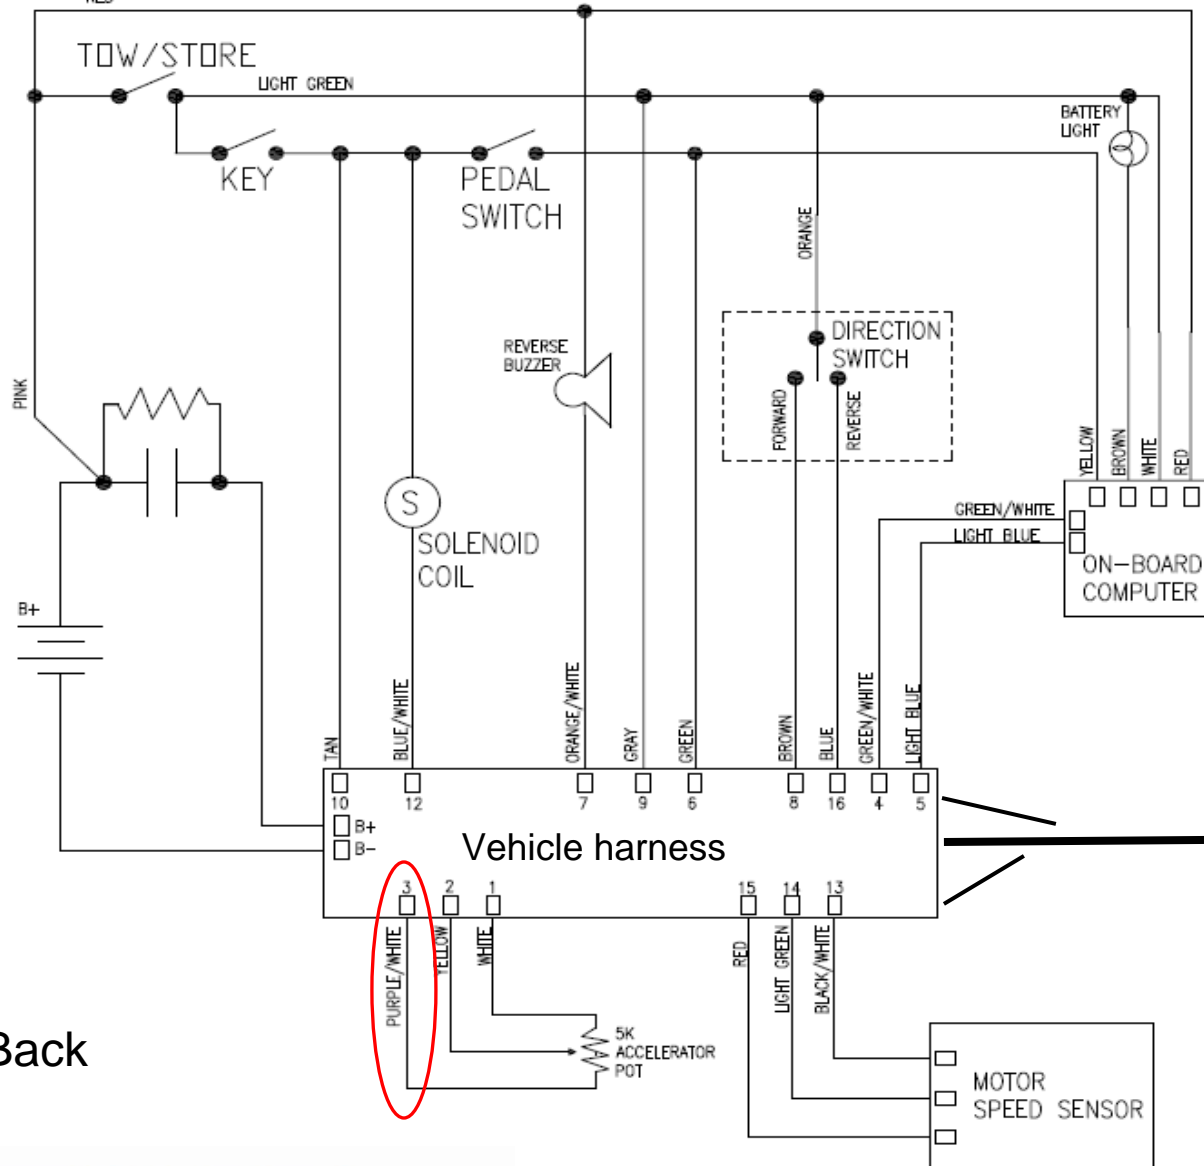 RED
TOW/STORE
LIGHT GREEN
BATTERY
LIGHT
KEY
PEDAL
SWITCH
ORANGE
DIRECTION
SWITCH
REVERSE
BUZZER
FORWARD
REVERSE
PINK
YELLOW
BROWN
WHITE
RED
GREEN/WHITE
LIGHT BLUE
ON-BOARD
COMPUTER
S
SOLENOID
COIL
B+
TAN
BLUE/WHITE
ORANGE/WHITE
GRAY
GREEN
BROWN
BLUE
GREEN/WHITE
LIGHT BLUE
10
12
7
9
6
8
16
4
5
B+
B-
Vehicle harness
3
2
1
15
14
13
PURPLE/WHITE
YELLOW
WHITE
RED
LIGHT GREEN
BLACK/WHITE
5K
ACCELERATOR
POT
Back
MOTOR
SPEED SENSOR